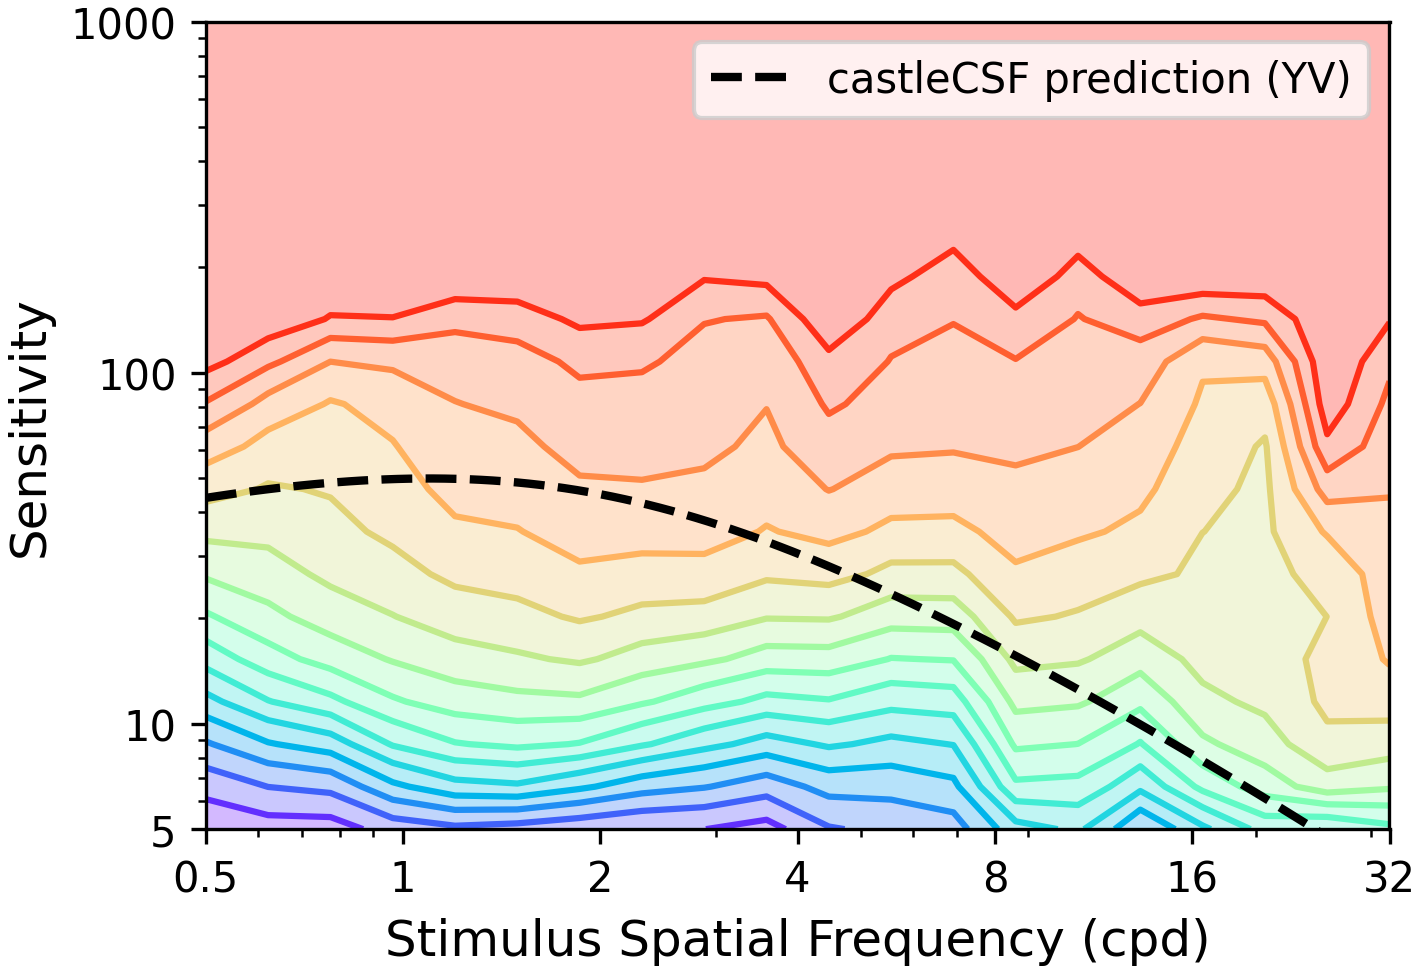 1000
100
10
5
Sensitivity
castleCSF prediction (YV)
0.5 1 2 4 8 16 32
Stimulus Spatial Frequency (cpd)